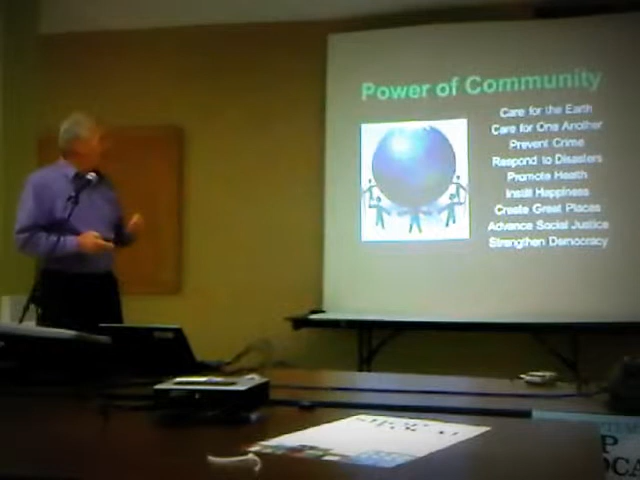 Power of Community
Care for the Earth
Care for One Another
Prevent Crime
Respond to Disasters
Promote Health
Instill Happiness
Create Great Places
Advance Social Justice
Strengthen Democracy